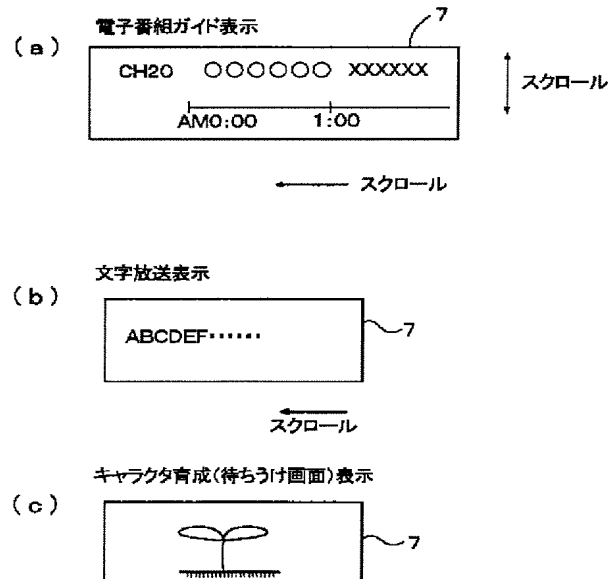 電子番組ガイド表示
7
(a)
CH20 ○○○○○○ XXXXXX
スクロール
AM0:00 1:00
スクロール
文字放送表示
(b)
ABCDEF······
7
スクロール
キャラクタ育成(待ちうけ画面)表示
(c)
7